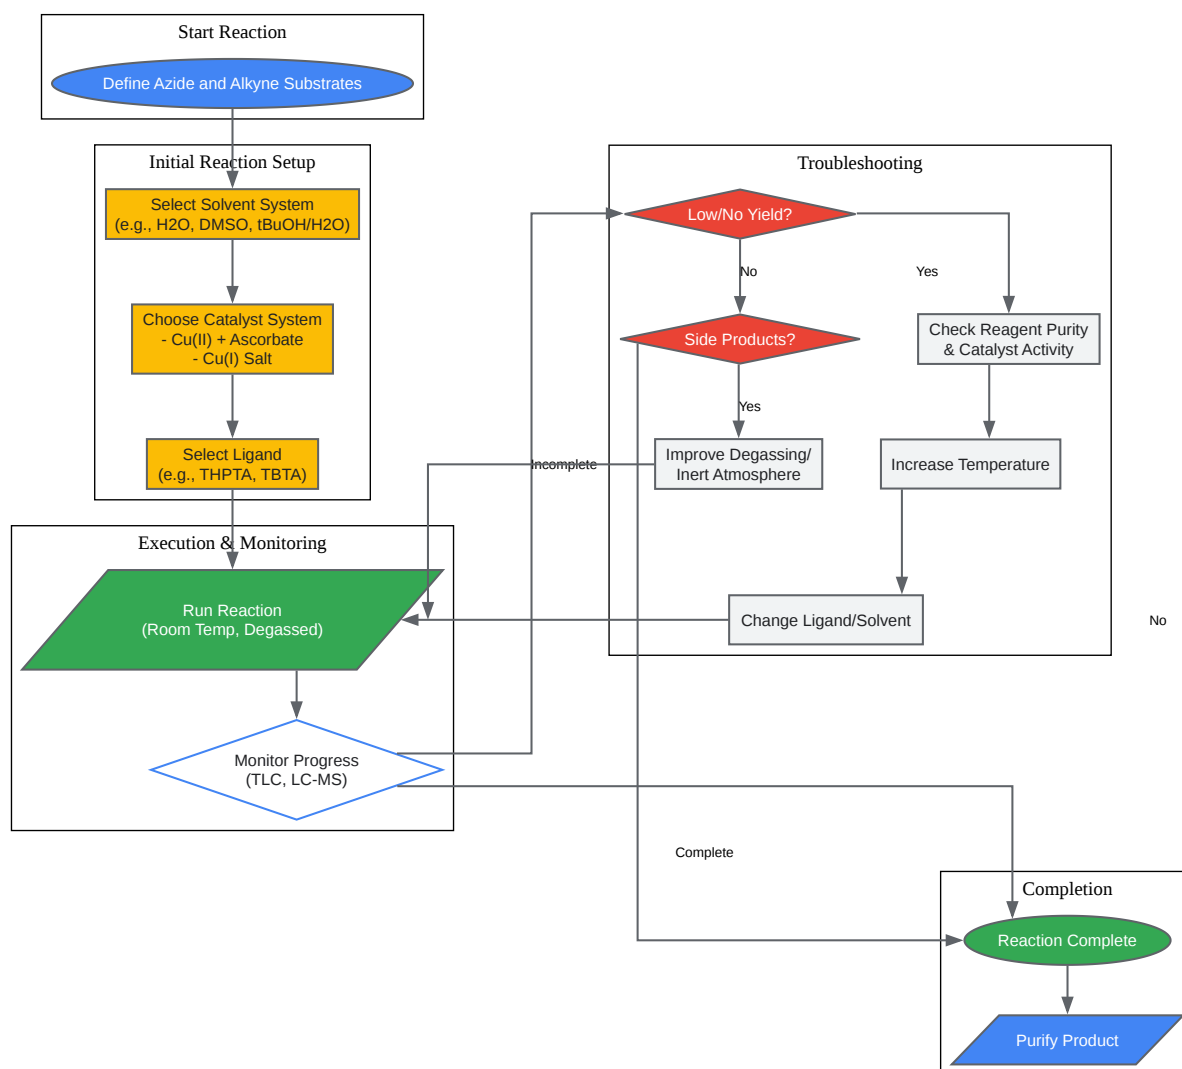 Start Reaction
Define Azide and Alkyne Substrates
Initial Reaction Setup
Select Solvent System
(e.g., H2O, DMSO, tBuOH/H2O)
Choose Catalyst System
- Cu(II) + Ascorbate
- Cu(I) Salt
Select Ligand
(e.g., THPTA, TBTA)
Execution & Monitoring
Run Reaction
(Room Temp, Degassed)
Monitor Progress
(TLC, LC-MS)
Incomplete
Complete
Troubleshooting
Low/No Yield?
No
Yes
Side Products?
Check Reagent Purity
& Catalyst Activity
Yes
Improve Degassing/
Inert Atmosphere
Increase Temperature
Change Ligand/Solvent
No
Completion
Reaction Complete
Purify Product